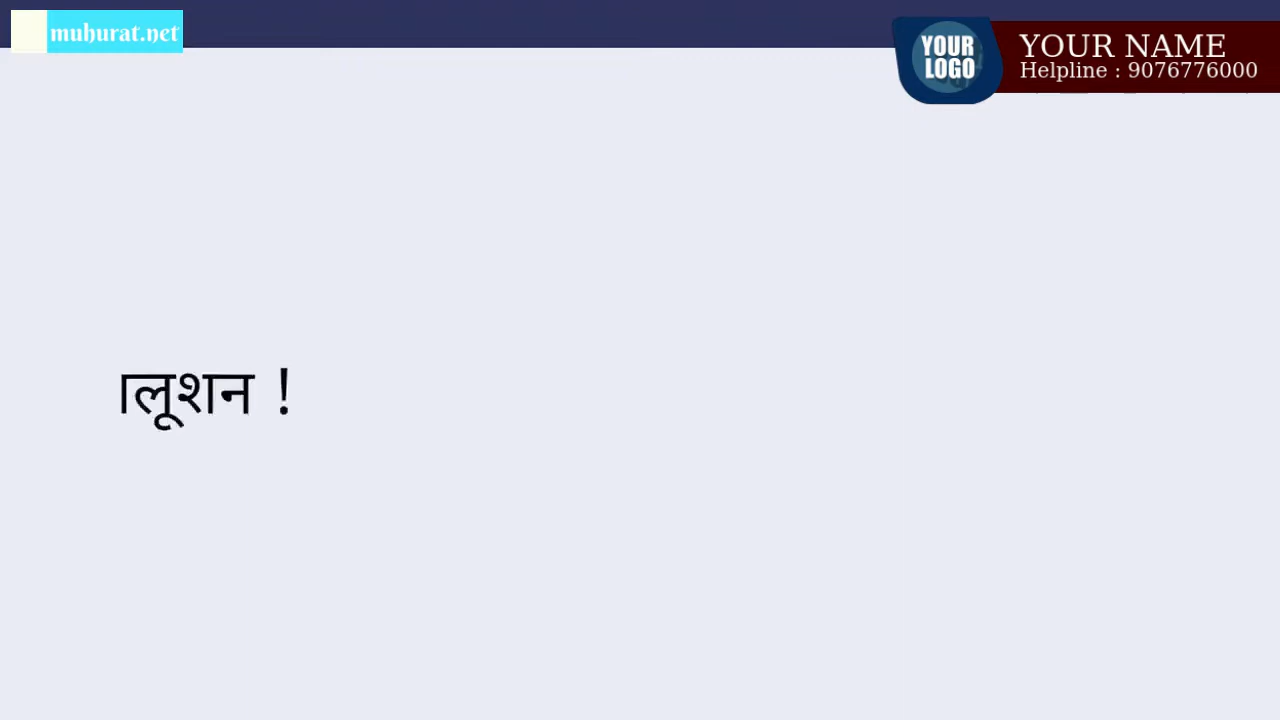 muhurat.net
YOUR LOGO
YOUR NAME
Helpline : 9076776000
ालूशन !